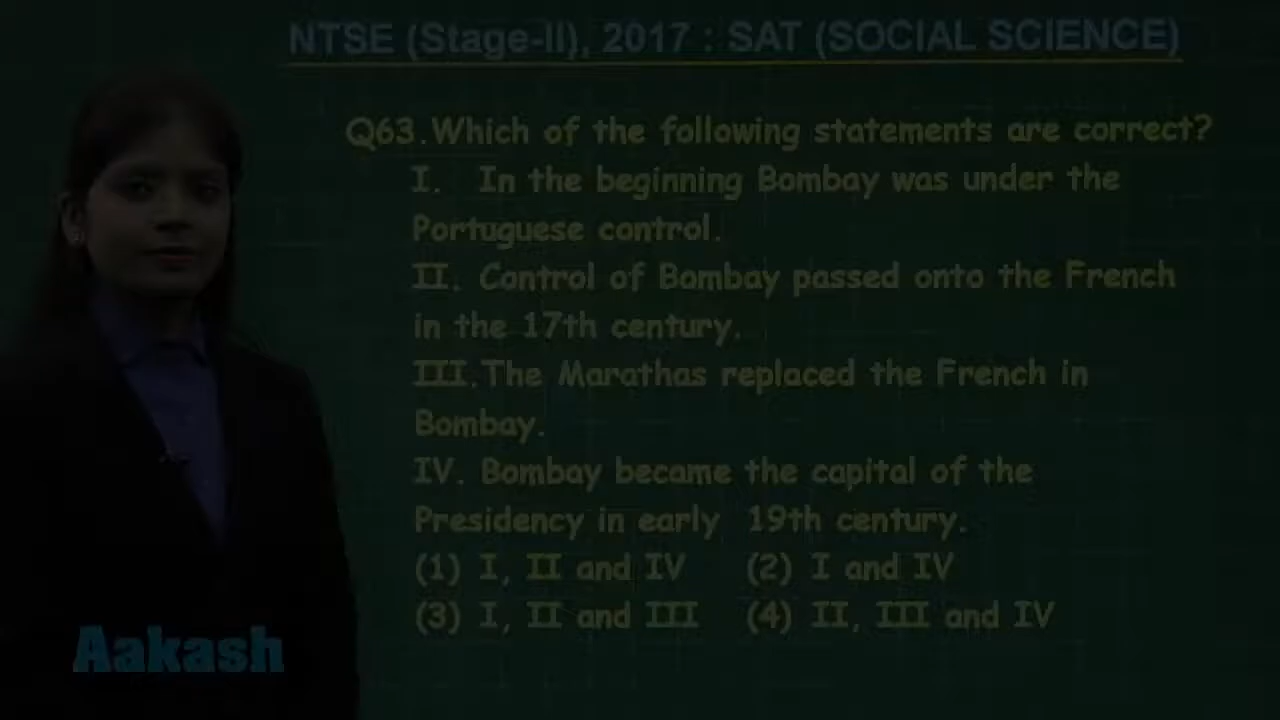 NTSE (Stage-II), 2017 : SAT (SOCIAL SCIENCE)
Q63.Which of the following statements are correct?
I. In the beginning Bombay was under the
Portuguese control.
II. Control of Bombay passed onto the French
in the 17th century.
III.The Marathas replaced the French in
Bombay.
IV. Bombay became the capital of the
Presidency in early 19th century.
(1) I, II and IV (2) I and IV
(3) I, II and III (4) II, III and IV
Aakash